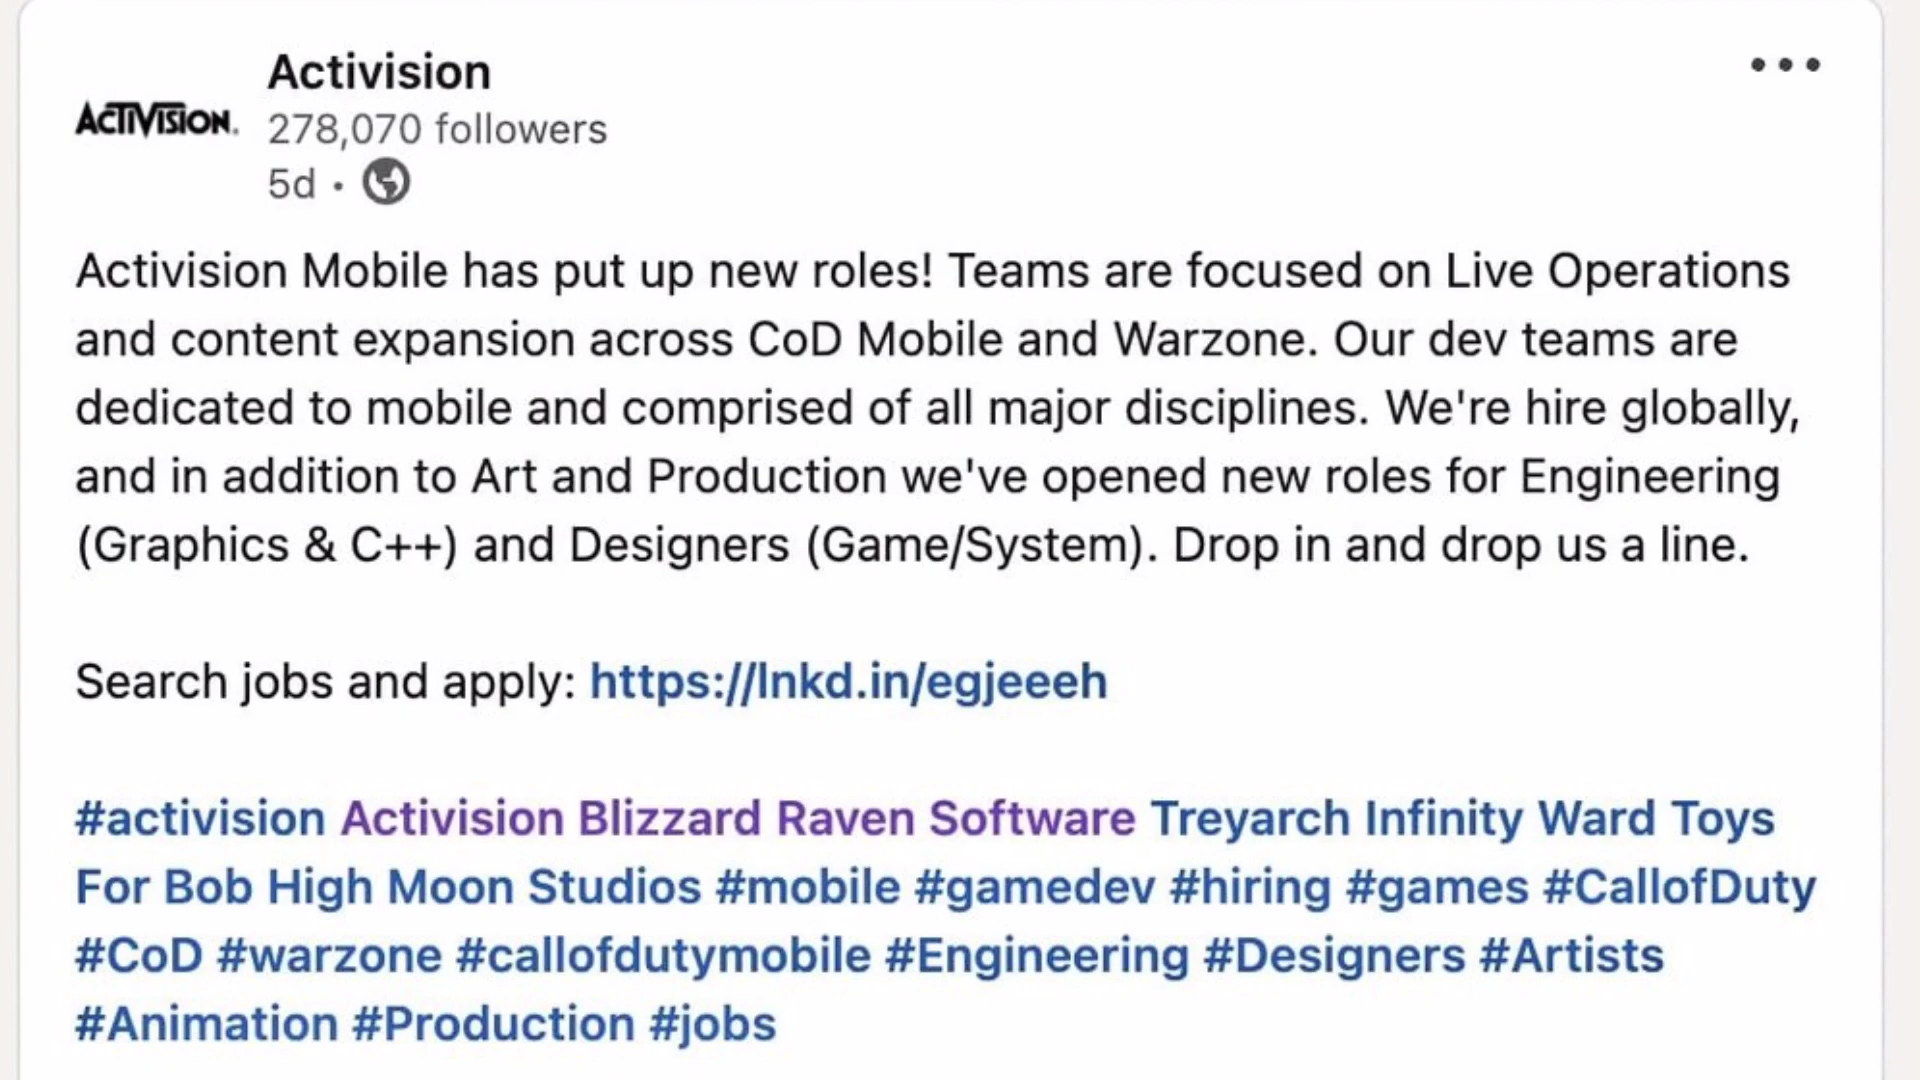 Activision
ACTIVISION.
278,070 followers
5d •
Activision Mobile has put up new roles! Teams are focused on Live Operations
and content expansion across CoD Mobile and Warzone. Our dev teams are
dedicated to mobile and comprised of all major disciplines. We're hire globally,
and in addition to Art and Production we've opened new roles for Engineering
(Graphics & C++) and Designers (Game/System). Drop in and drop us a line.
Search jobs and apply: https://lnkd.in/egjeeeh
#activision Activision Blizzard Raven Software Treyarch Infinity Ward Toys
For Bob High Moon Studios #mobile #gamedev #hiring #games #CallofDuty
#CoD #warzone #callofdutymobile #Engineering #Designers #Artists
#Animation #Production #jobs